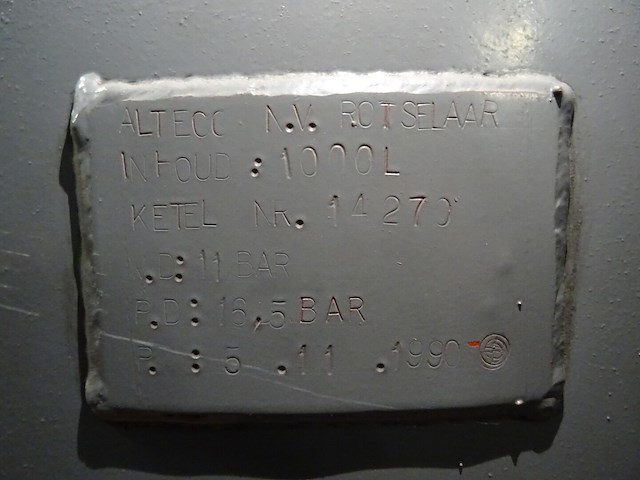 ALTECO N.V. ROTSELAAR
INHOUD : 1000L
KETEL NR. 14270
W.D: 11 BAR
P.D: 16,5 BAR
P. : 5 .11 .1990